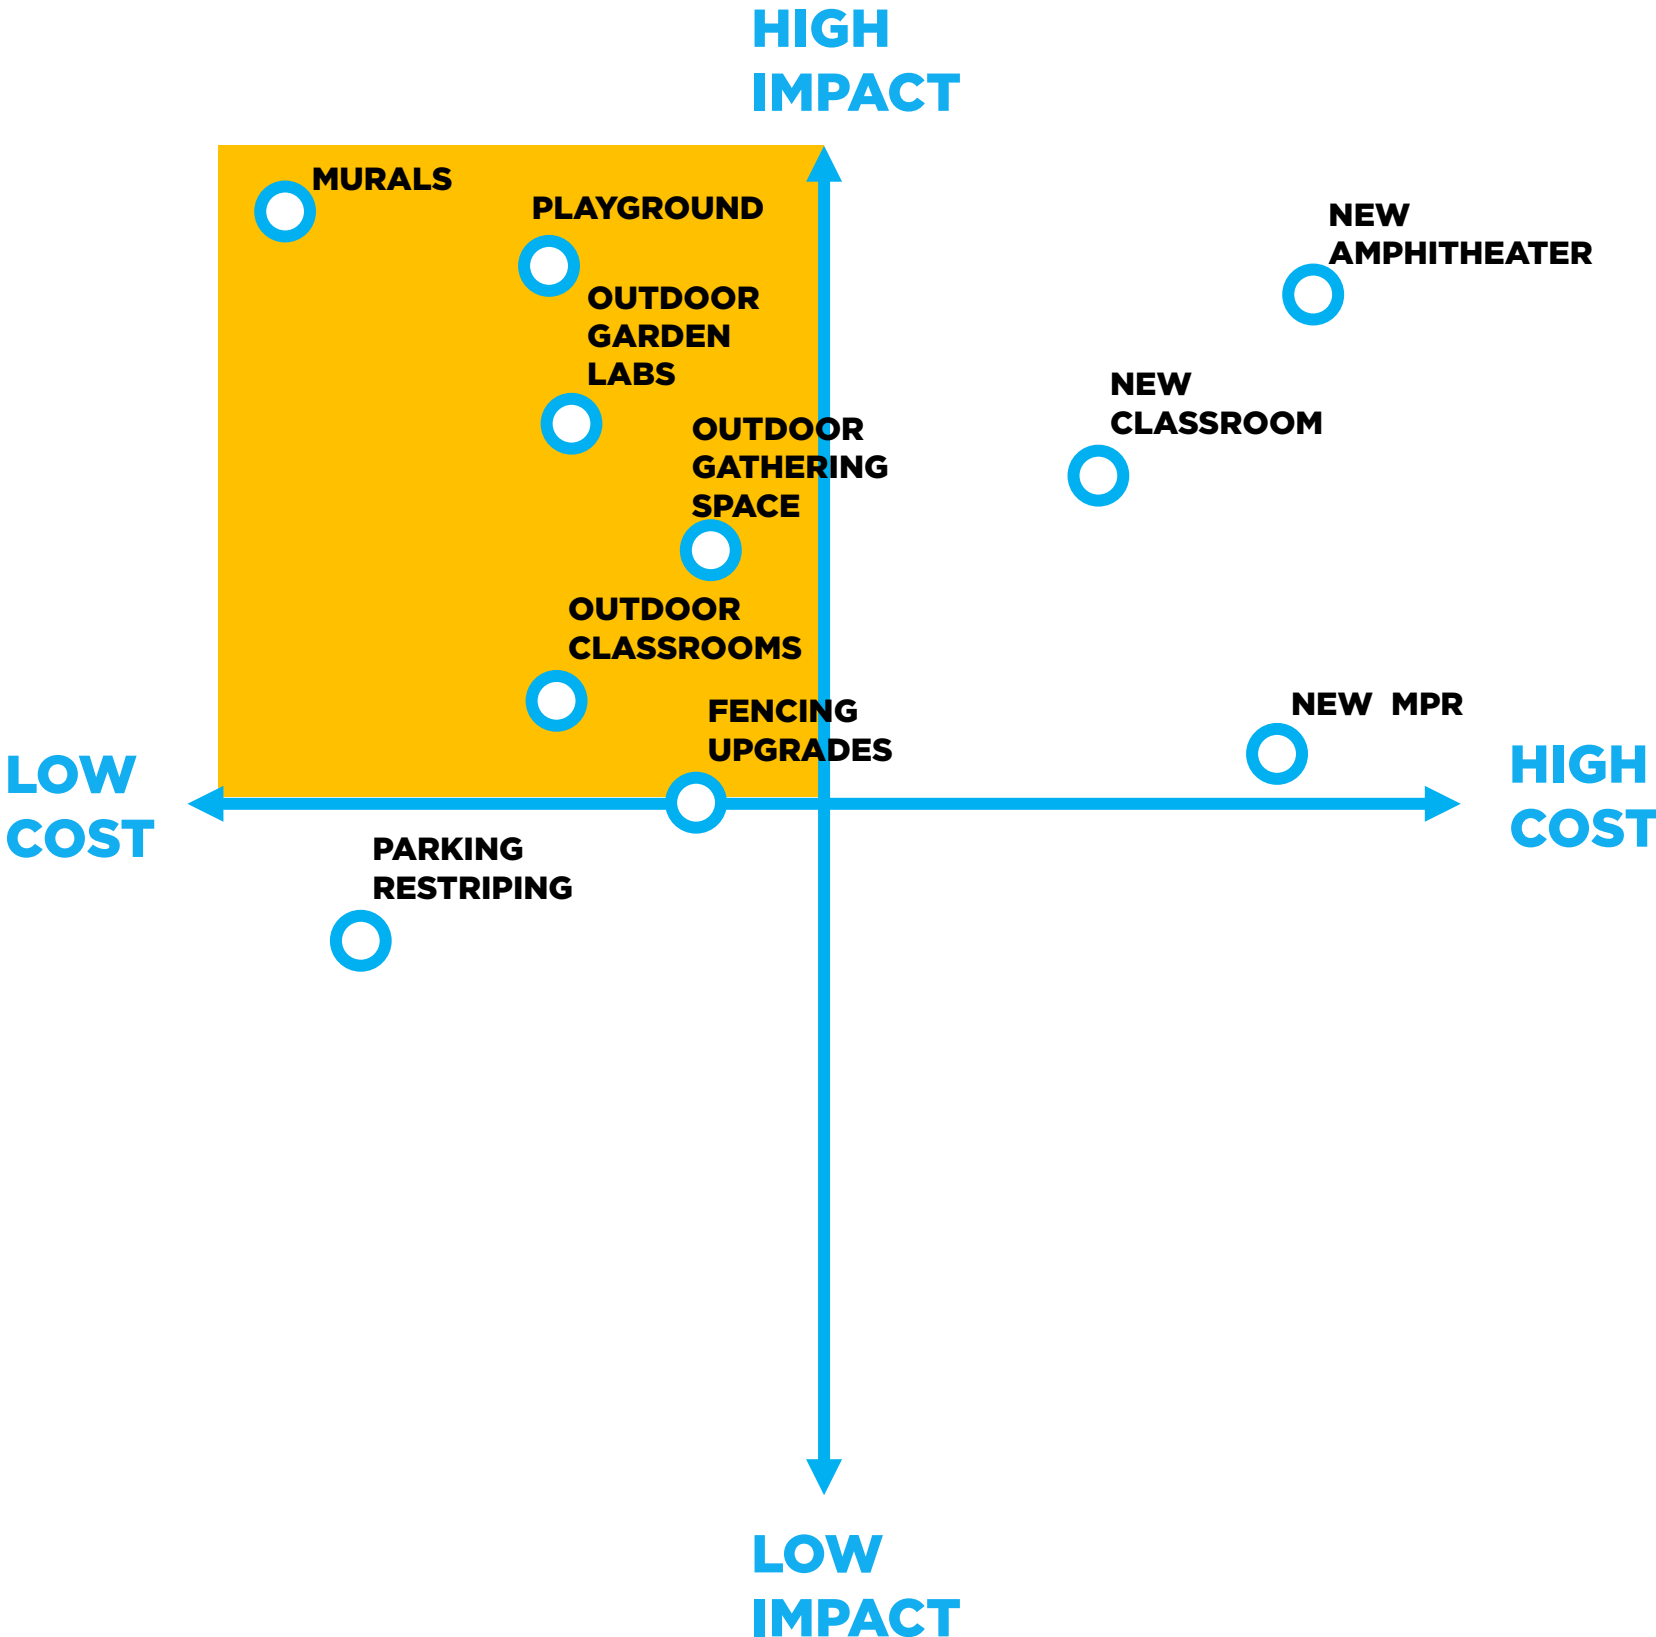 HIGH
IMPACT
MURALS
PLAYGROUND
NEW
AMPHITHEATER
OUTDOOR
GARDEN
LABS
NEW
CLASSROOM
OUTDOOR
GATHERING
SPACE
OUTDOOR
CLASSROOMS
FENCING
UPGRADES
NEW MPR
LOW
COST
HIGH
COST
PARKING
RESTRIPING
LOW
IMPACT